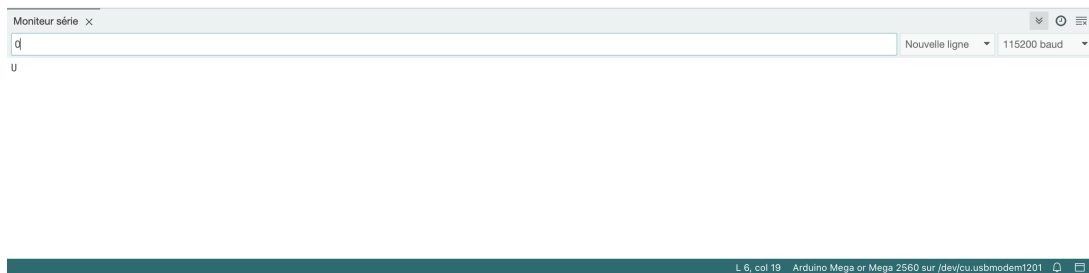 Moniteur série
0
Nouvelle ligne
115200 baud
U
L 6, col 19 Arduino Mega or Mega 2560 sur /dev/cu.usbmodem1201